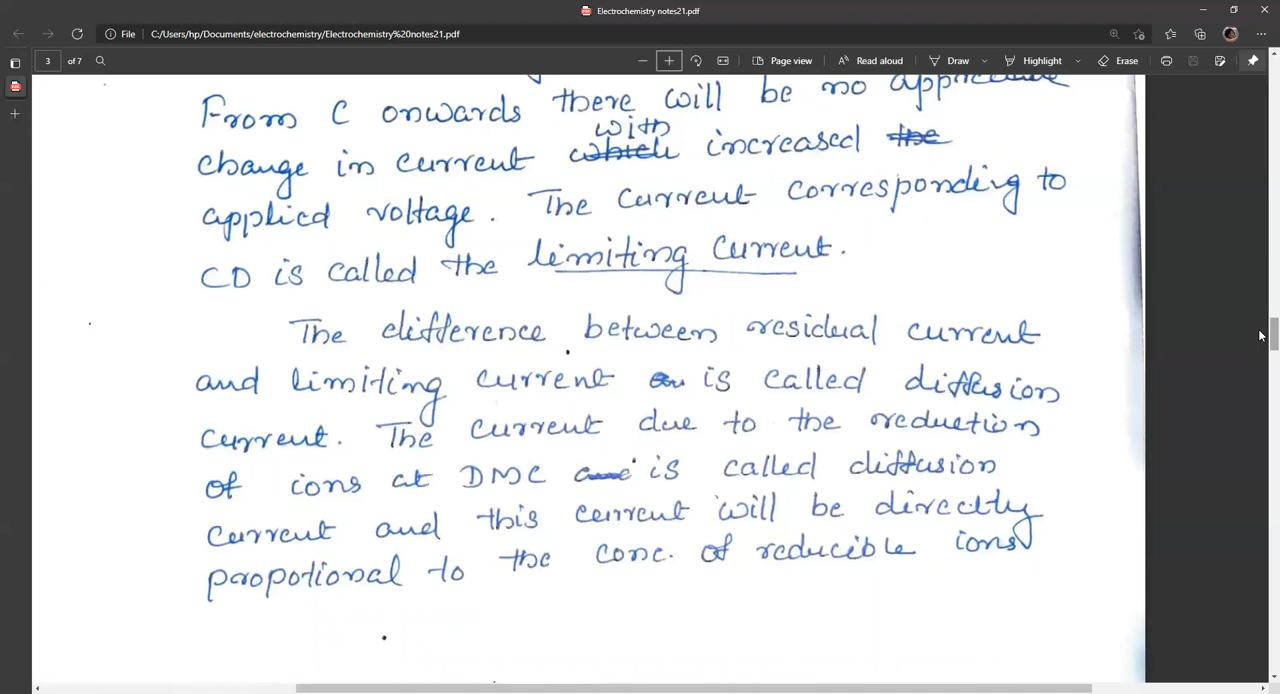 Electrochemistry notes21.pdf
File C:/Users/hp/Documents/electrochemistry/Electrochemistry%20notes21.pdf
3 of 7 Page view Read aloud Draw Highlight Erase
From C onwards there will be no
with
change in current which increased the
applied voltage. The current corresponding to
CD is called the limiting current.
The difference between residual current
and limiting current is called diffusion
current. The current due to the reduction
of ions at DMC is called diffusion
current and this current will be directly
propotional to the conc. of reducible ions